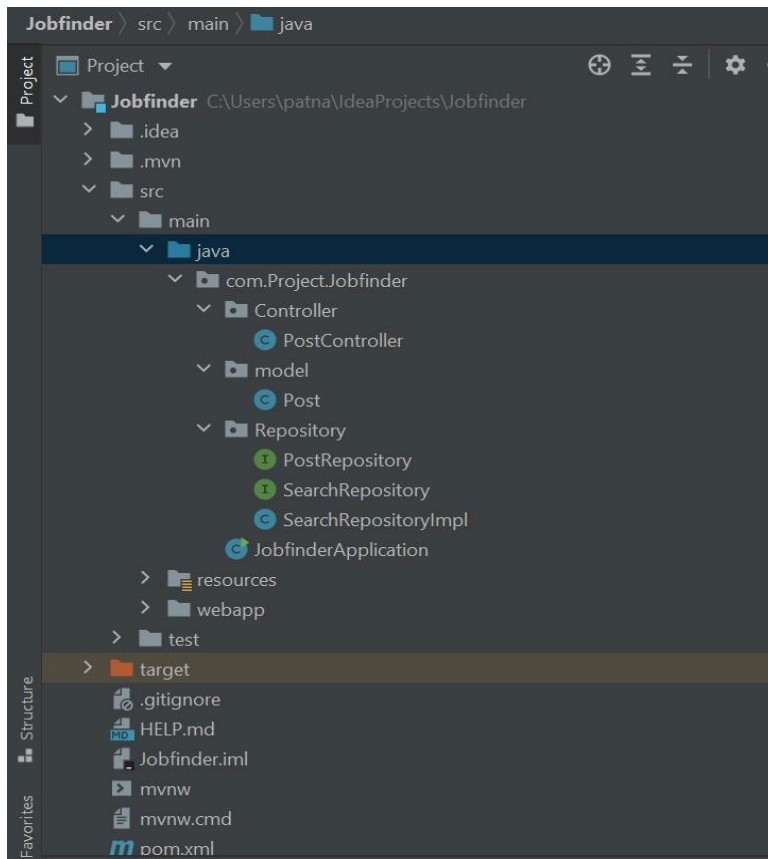 Jobfinder 〉 src 〉 main 〉 java
Project
Project
Jobfinder C:\Users\patna\IdeaProjects\Jobfinder
.idea
.mvn
src
main
java
com.Project.Jobfinder
Controller
C PostController
model
C Post
Repository
I PostRepository
I SearchRepository
C SearchRepositoryImpl
C JobfinderApplication
resources
webapp
test
target
.gitignore
MD HELP.md
Jobfinder.iml
mvnw
mvnw.cmd
m pom.xml
Structure
Favorites